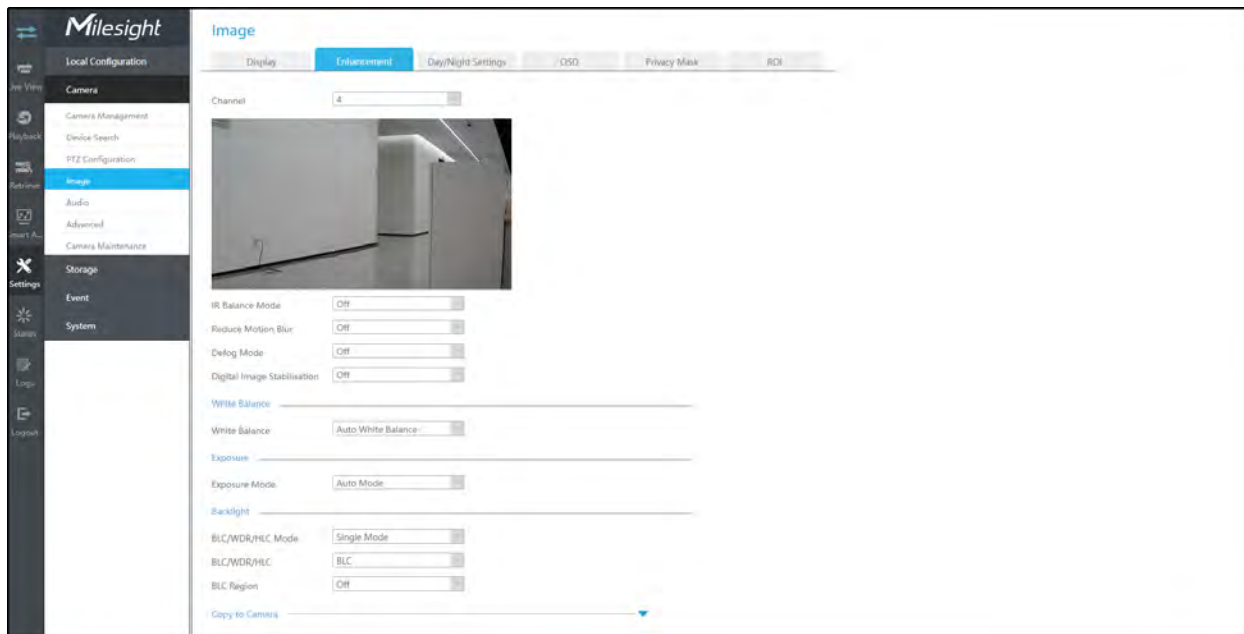 Milesight
Local Configuration
Camera
Camera Management
Device Search
PTZ Configuration
Image
Audio
Advanced
Camera Maintenance
Storage
Event
System
Live View
Playback
Retrieve
Smart A...
Settings
Status
Logs
Logout
Image
Display
Enhancement
Day/Night Settings
OSD
Privacy Mask
ROI
Channel 4
IR Balance Mode Off
Reduce Motion Blur Off
Defog Mode Off
Digital Image Stabilisation Off
White Balance
White Balance Auto White Balance
Exposure
Exposure Mode Auto Mode
Backlight
BLC/WDR/HLC Mode Single Mode
BLC/WDR/HLC BLC
BLC Region Off
Copy to Camera